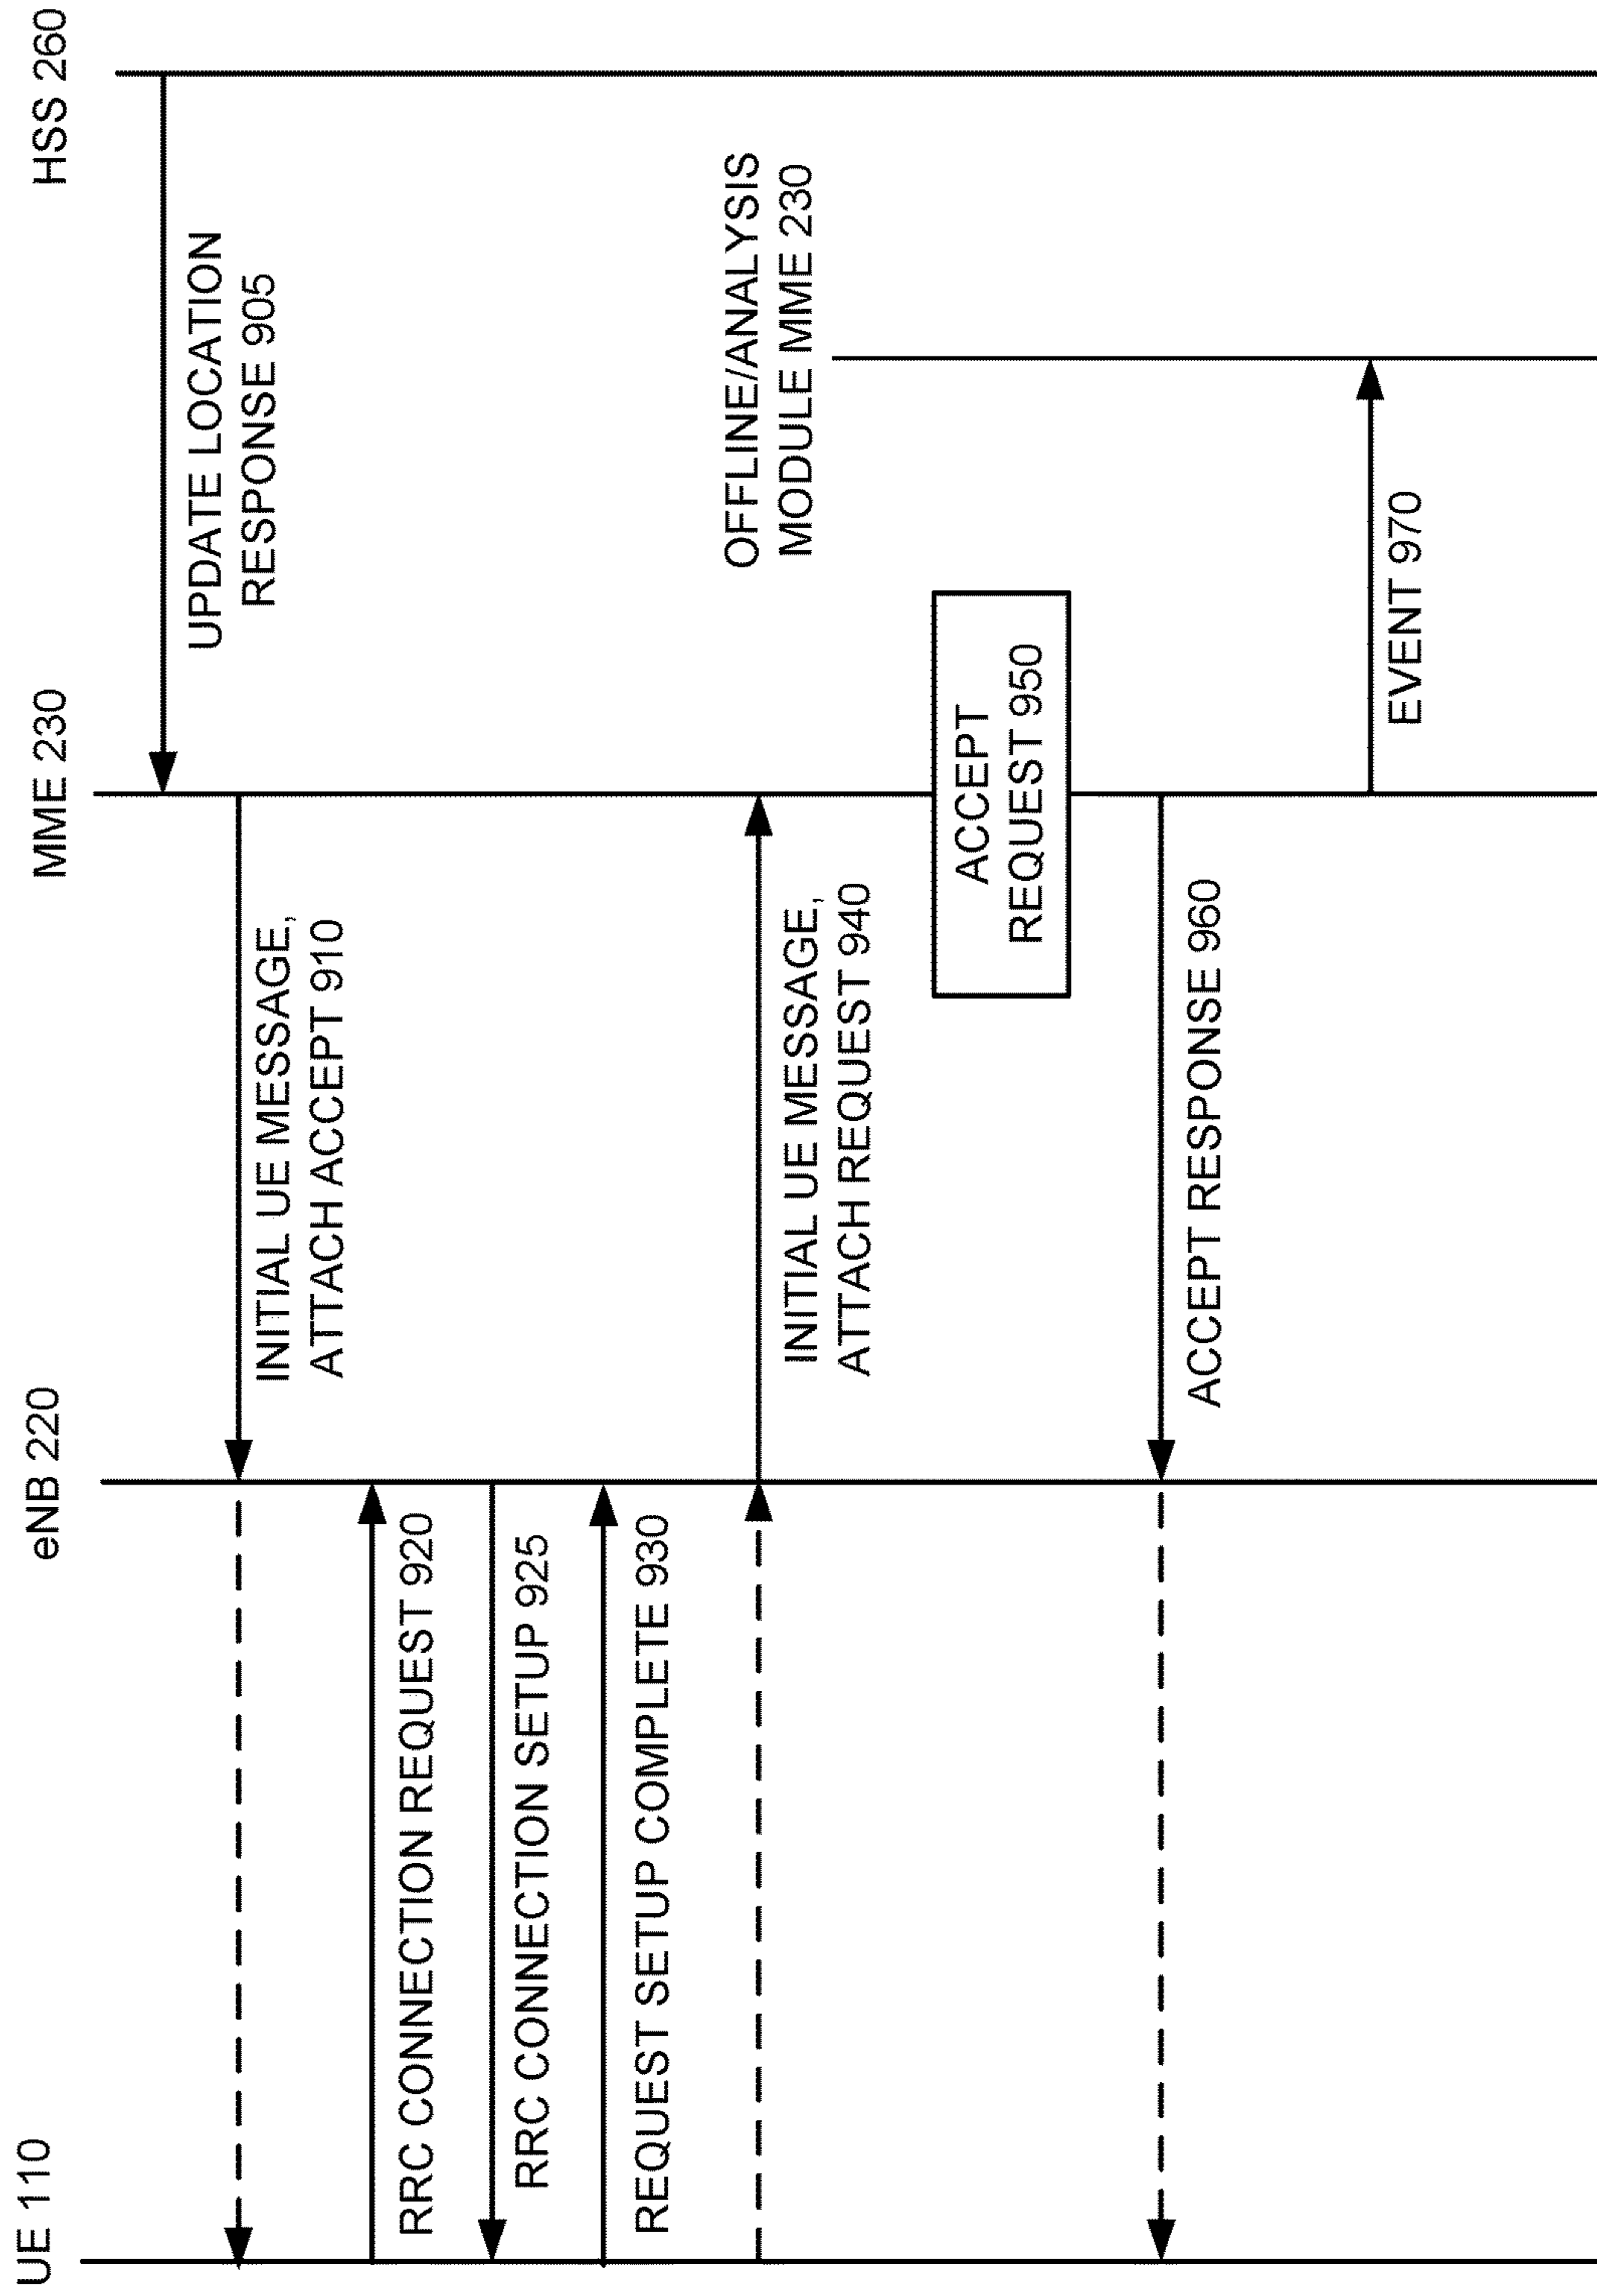 UE 110
eNB 220
MME 230
HSS 260
UPDATE LOCATION
RESPONSE 905
INITIAL UE MESSAGE,
ATTACH ACCEPT 910
RRC CONNECTION REQUEST 920
RRC CONNECTION SETUP 925
REQUEST SETUP COMPLETE 930
OFFLINE/ANALYSIS
MODULE MME 230
INITIAL UE MESSAGE,
ATTACH REQUEST 940
ACCEPT
REQUEST 950
ACCEPT RESPONSE 960
EVENT 970